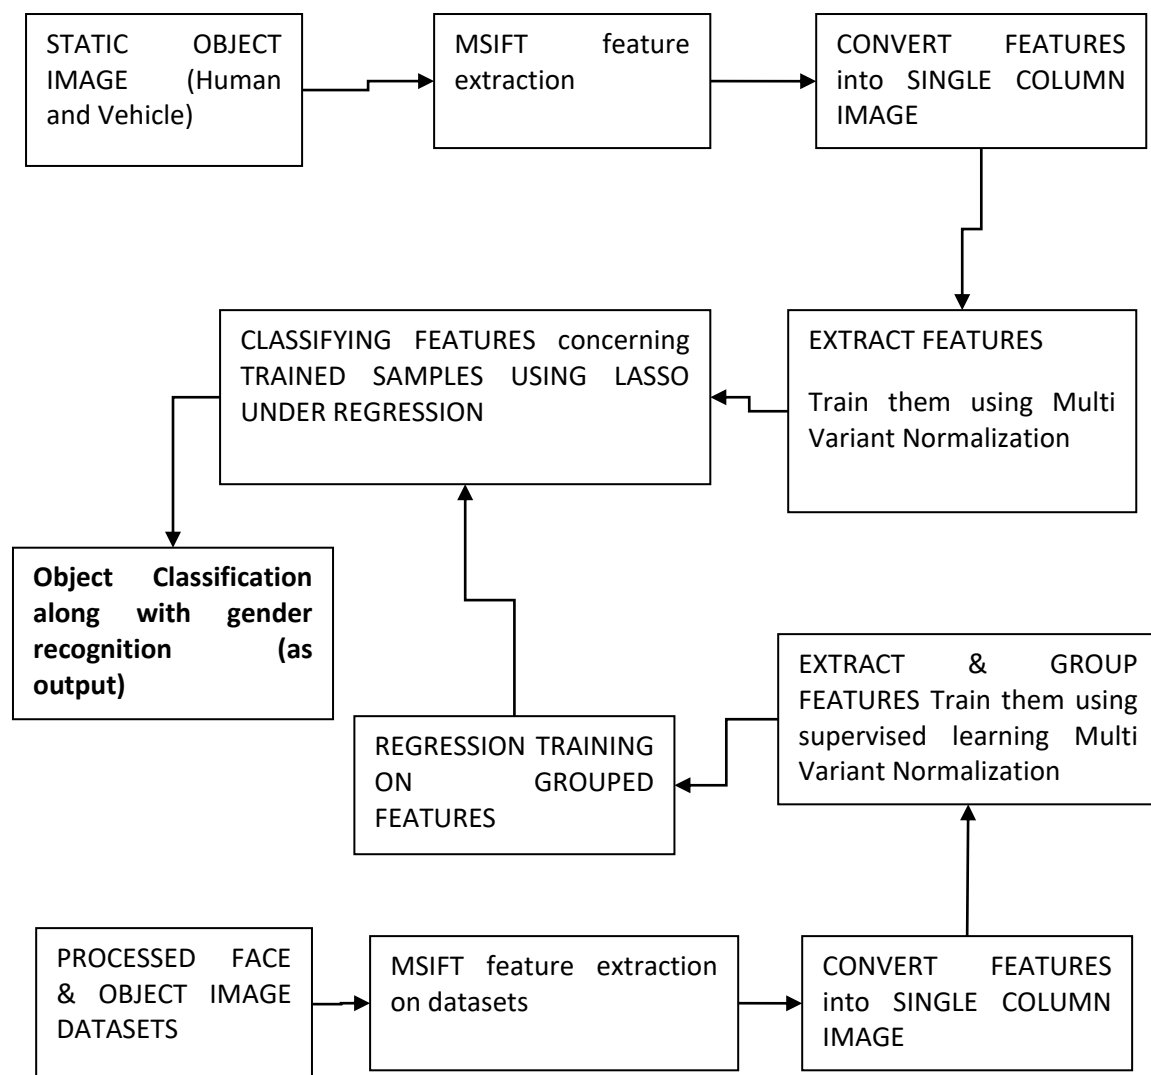 STATIC OBJECT
IMAGE (Human
and Vehicle)
MSIFT feature
extraction
CONVERT FEATURES
into SINGLE COLUMN
IMAGE
CLASSIFYING FEATURES concerning
TRAINED SAMPLES USING LASSO
UNDER REGRESSION
EXTRACT FEATURES
Train them using Multi
Variant Normalization
Object Classification
along with gender
recognition (as
output)
EXTRACT & GROUP
FEATURES Train them using
supervised learning Multi
Variant Normalization
REGRESSION TRAINING
ON GROUPED
FEATURES
PROCESSED FACE
& OBJECT IMAGE
DATASETS
MSIFT feature extraction
on datasets
CONVERT FEATURES
into SINGLE COLUMN
IMAGE